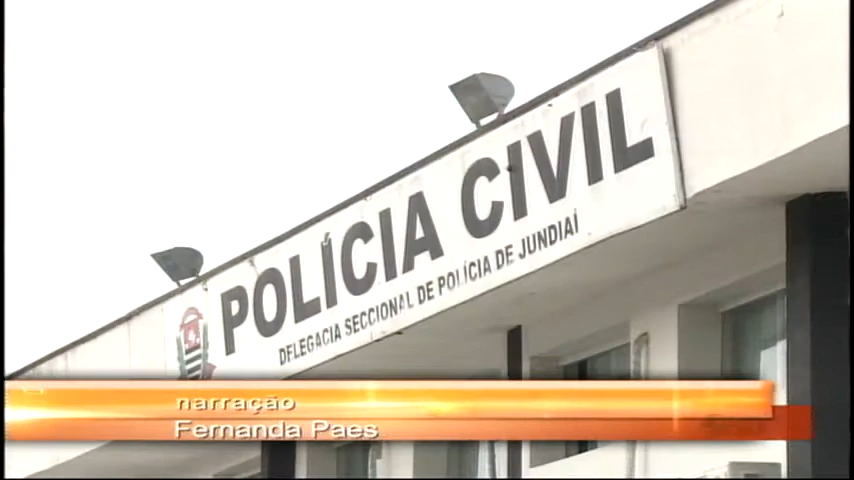 POLÍCIA CIVIL
DELEGACIA SECCIONAL DE POLÍCIA DE JUNDIAÍ
narração
Fernanda Paes